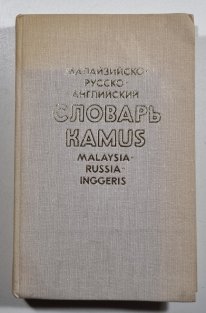 МАЛАЙЗИЙСКО-
РУССКО-
АНГЛИЙСКИЙ
СЛОВАРЬ
KAMUS
MALAYSIA-
RUSSIA-
INGGERIS